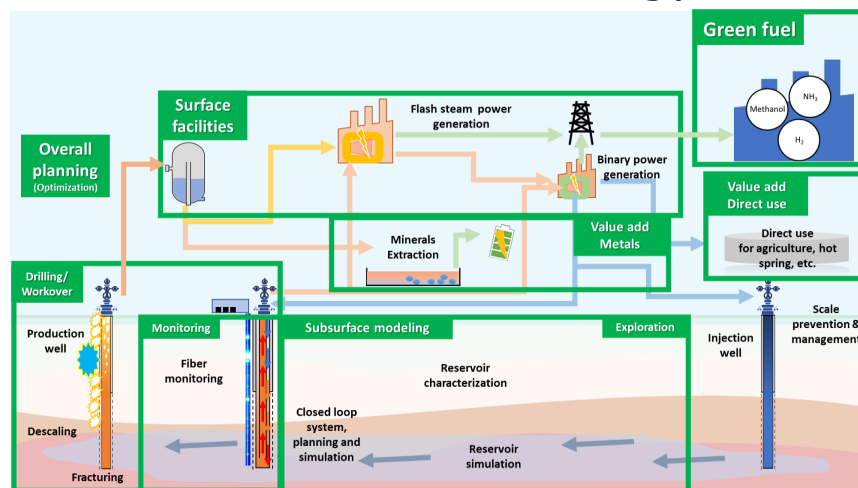 Green fuel
Methanol
NH₃
H₂
Surface
facilities
Flash steam power
generation
Binary power
generation
Overall
planning
(Optimization)
Value add
Direct use
Direct use
for agriculture, hot
spring, etc.
Minerals
Extraction
Value add
Metals
Drilling/
Workover
Production
well
Descaling
Fracturing
Monitoring
Fiber
monitoring
Subsurface modeling
Exploration
Reservoir
characterization
Closed loop
system,
planning and
simulation
Reservoir
simulation
Injection
well
Scale
prevention &
management